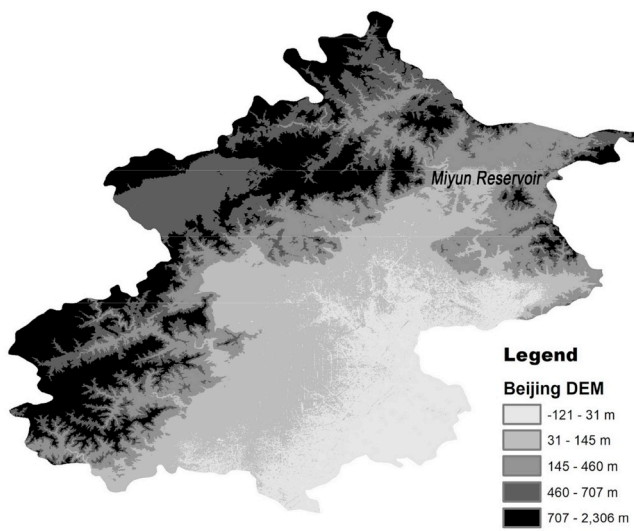 Miyun Reservoir
Legend
Beijing DEM
-121 - 31 m
31 - 145 m
145 - 460 m
460 - 707 m
707 - 2,306 m